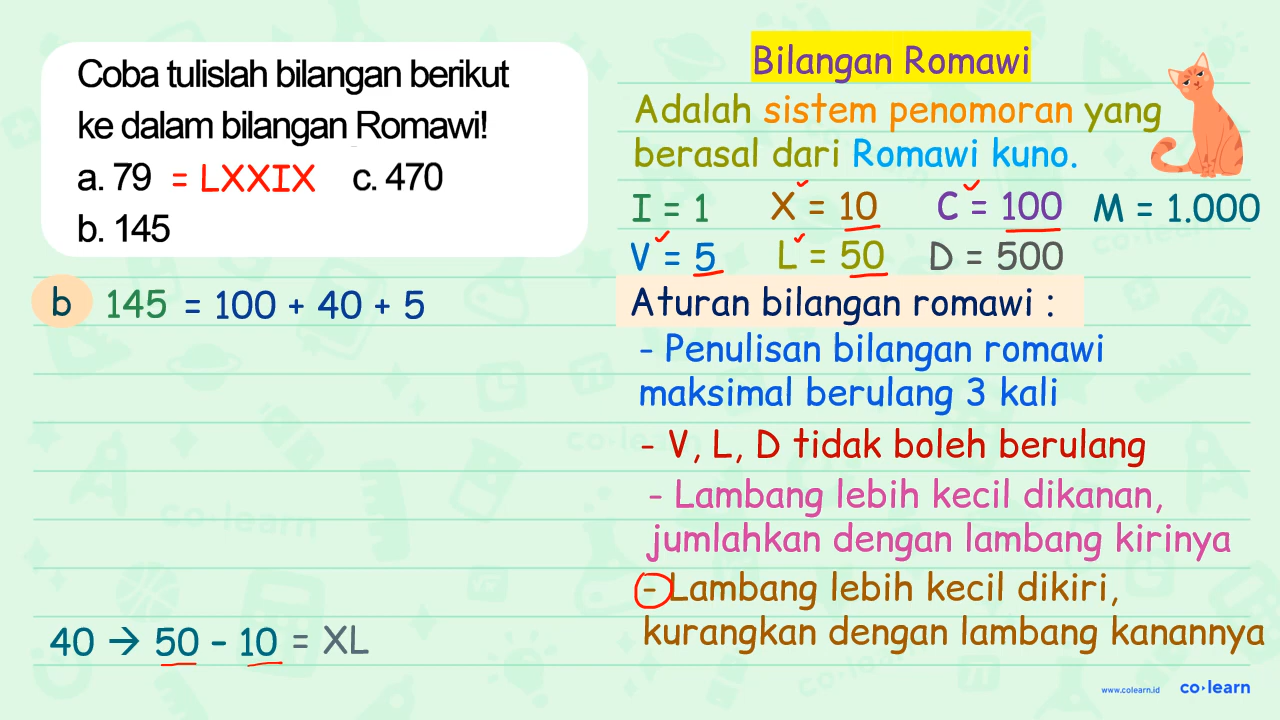 Coba tulislah bilangan berikut
ke dalam bilangan Romawi!
a. 79 = LXXIX c. 470
b. 145
b 145 = 100 + 40 + 5
40 → 50 - 10 = XL
Bilangan Romawi
Adalah sistem penomoran yang
berasal dari Romawi kuno.
I = 1 X = 10 C = 100 M = 1.000
V = 5 L = 50 D = 500
Aturan bilangan romawi :
- Penulisan bilangan romawi
maksimal berulang 3 kali
- V, L, D tidak boleh berulang
- Lambang lebih kecil dikanan,
jumlahkan dengan lambang kirinya
- Lambang lebih kecil dikiri,
kurangkan dengan lambang kanannya
www.colearn.id co·learn